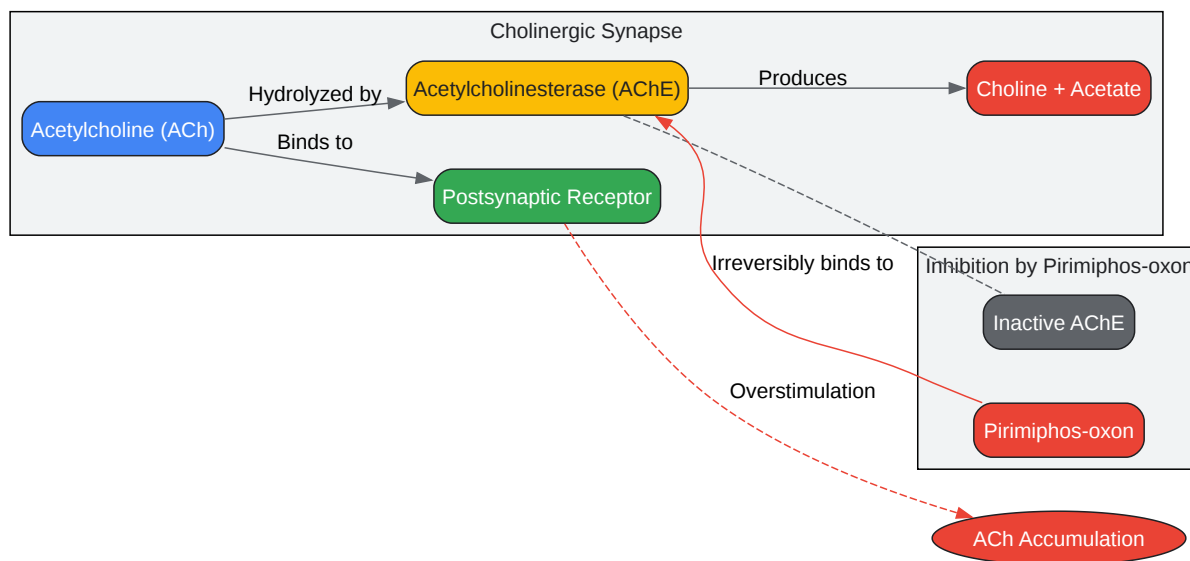 Cholinergic Synapse
Acetylcholine (ACh)
Hydrolyzed by
Binds to
Acetylcholinesterase (AChE)
Postsynaptic Receptor
Produces
Choline + Acetate
Irreversibly binds to
Inhibition by Pirimiphos-oxon
Inactive AChE
Pirimiphos-oxon
Overstimulation
ACh Accumulation